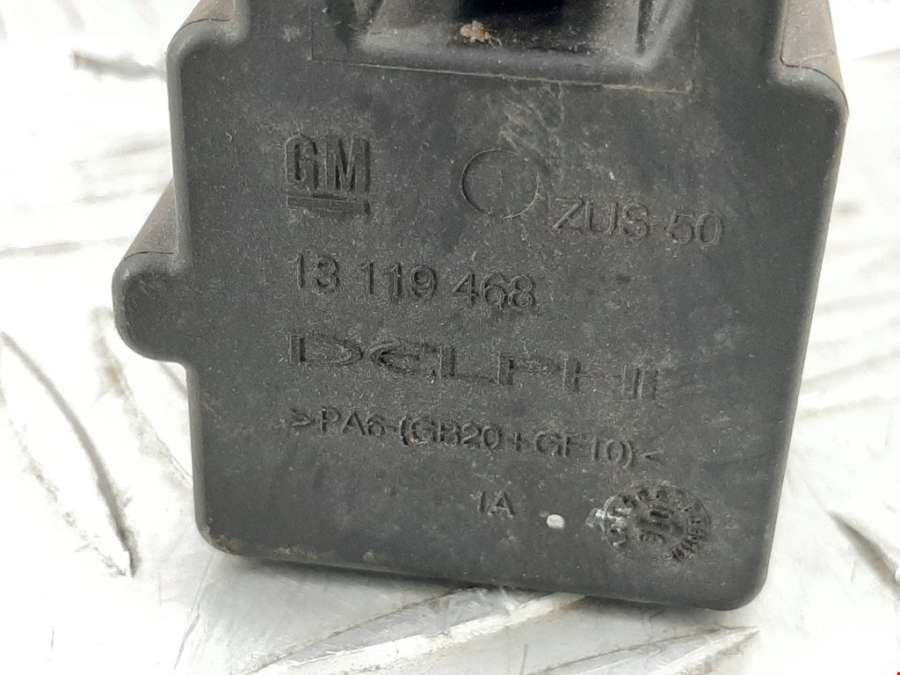 GM
ZUS 50
13 119 468
DELPHI
>PA6-(GB20+GF10)<
1A